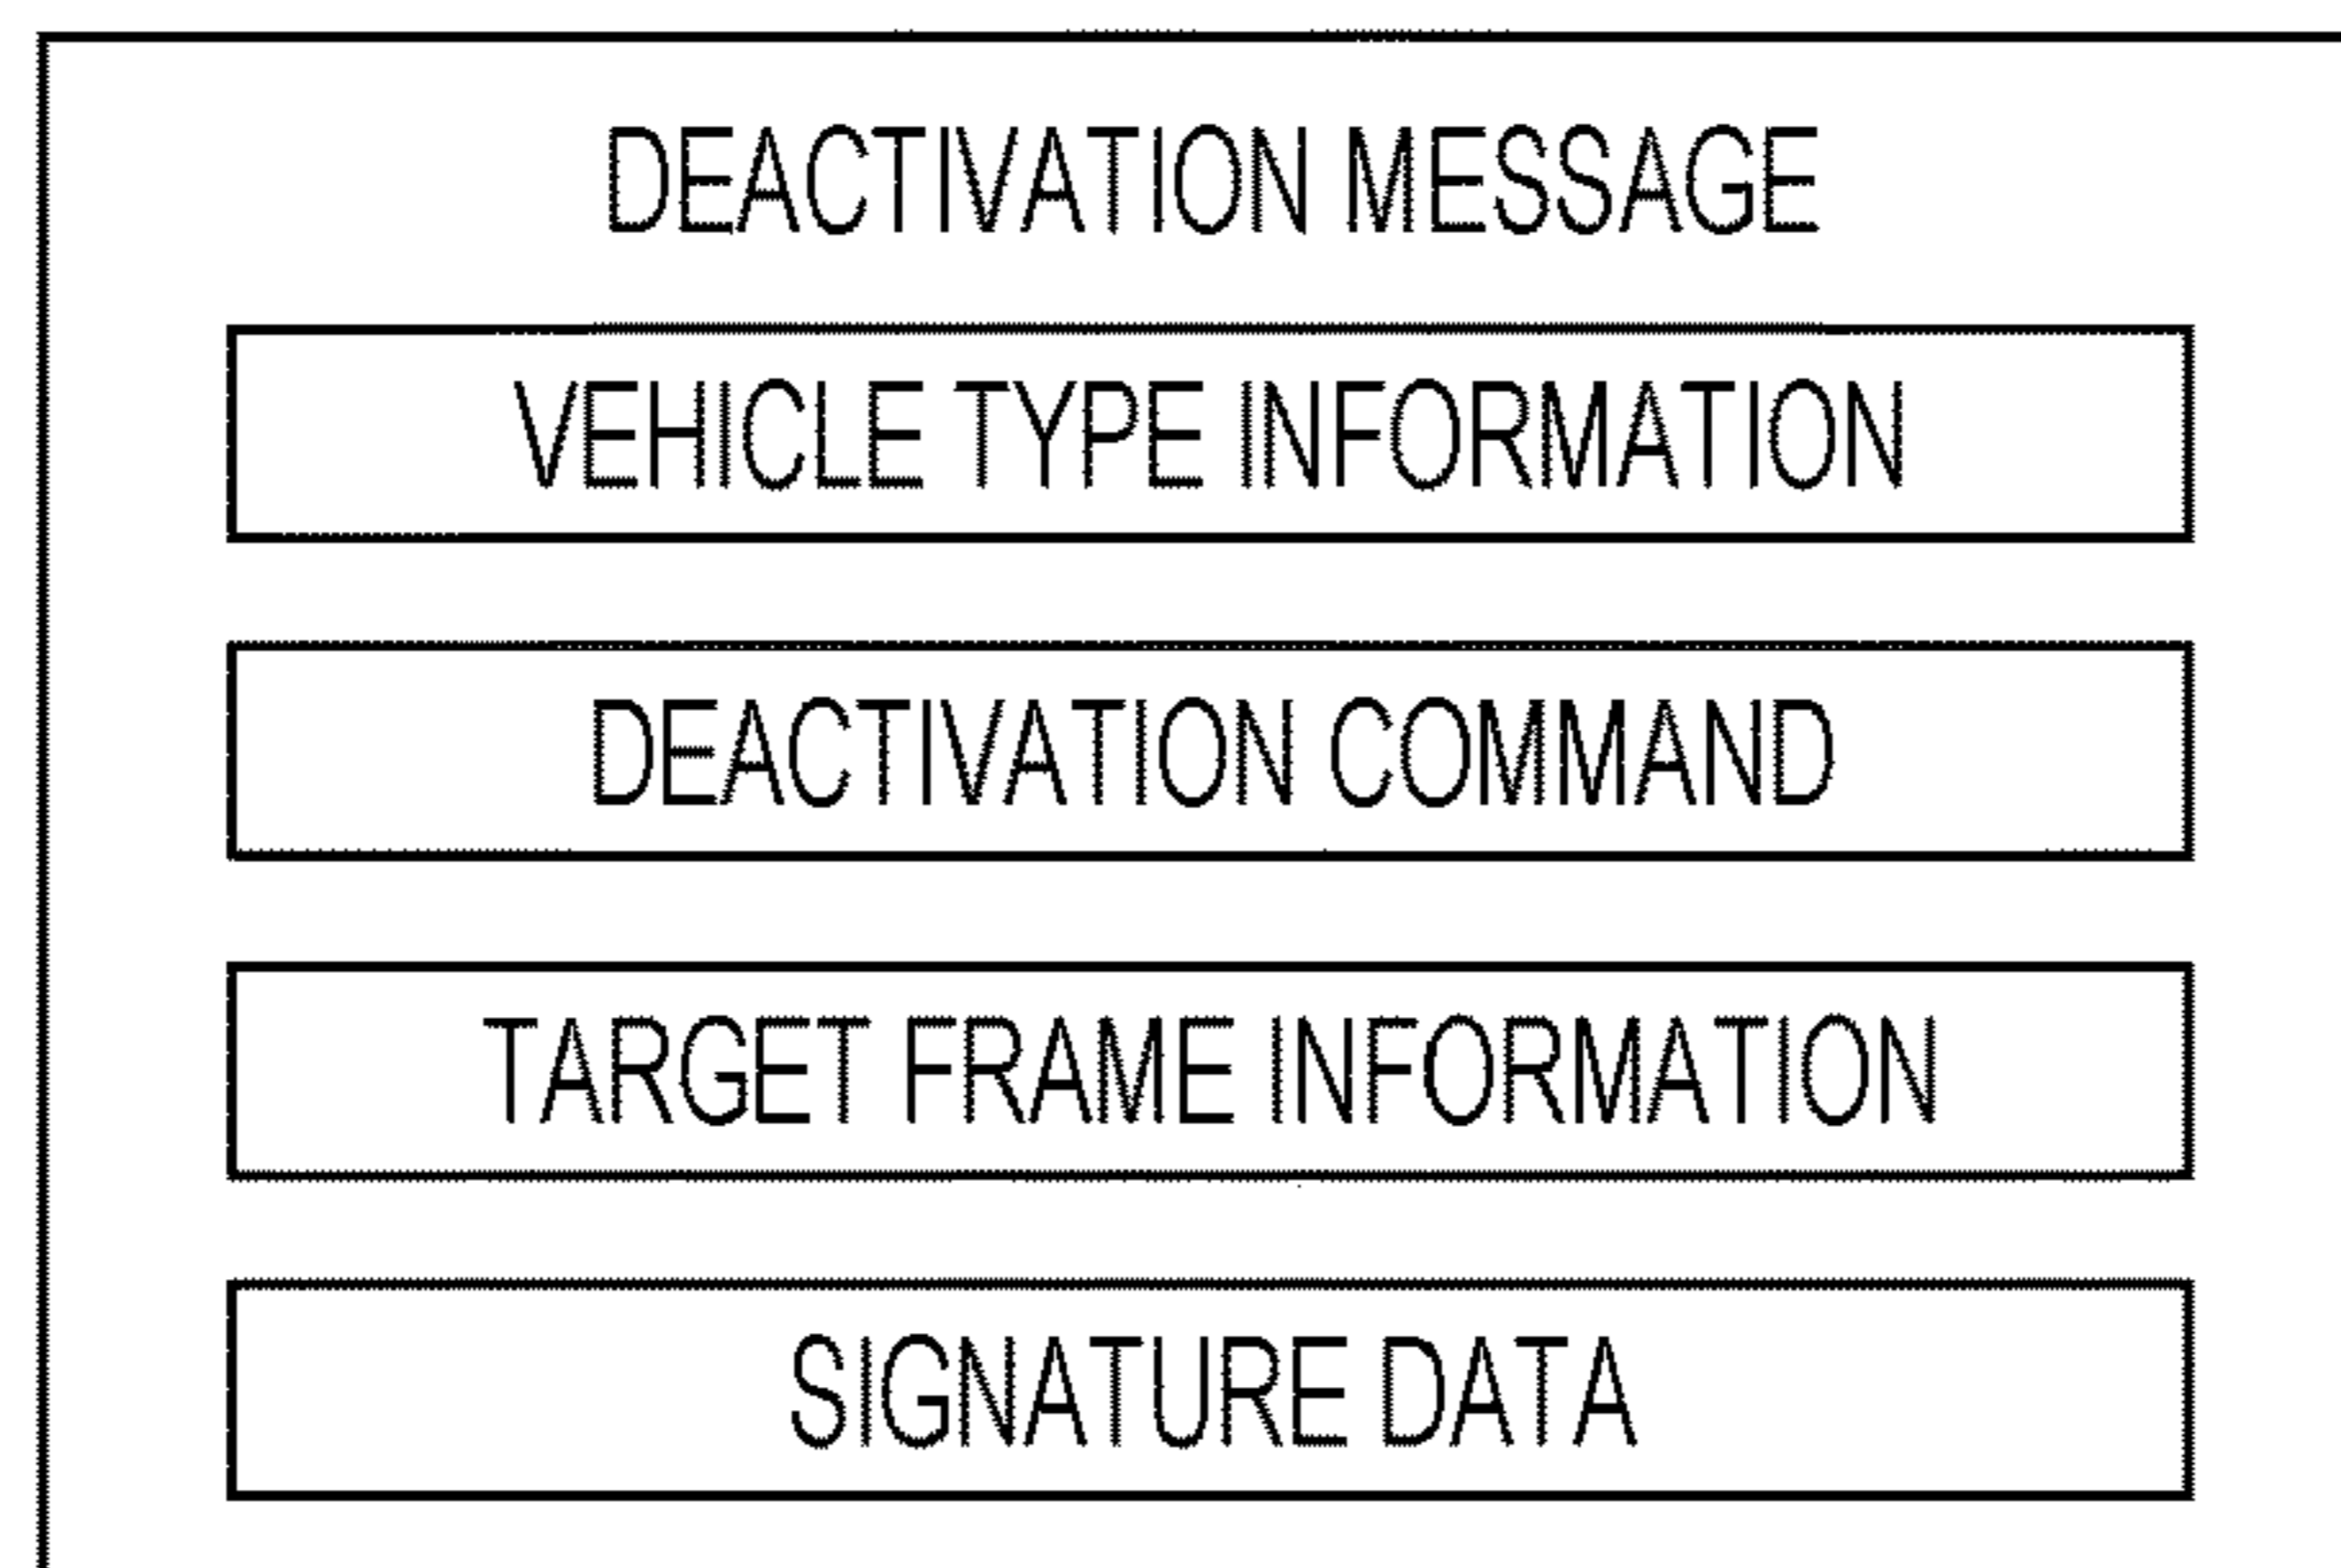 DEACTIVATION MESSAGE
VEHICLE TYPE INFORMATION
DEACTIVATION COMMAND
TARGET FRAME INFORMATION
SIGNATURE DATA